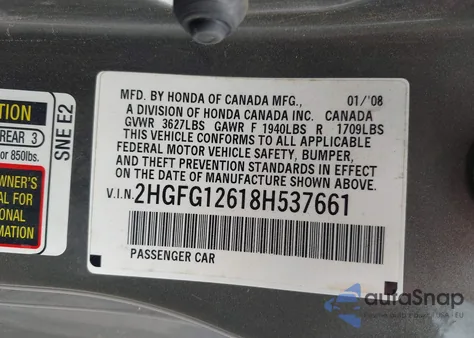 MFD. BY HONDA OF CANADA MFG., 01/'08
A DIVISION OF HONDA CANADA INC. CANADA
GVWR 3627LBS GAWR F 1940LBS R 1709LBS
THIS VEHICLE CONFORMS TO ALL APPLICABLE
FEDERAL MOTOR VEHICLE SAFETY, BUMPER,
AND THEFT PREVENTION STANDARDS IN EFFECT
ON THE DATE OF MANUFACTURE SHOWN ABOVE.
V.I.N. 2HGFG12618H537661
PASSENGER CAR
SNE E2
TION
REAR 3
or 850lbs.
WNER'S
AL FOR
ONAL
MATION
autoSnap